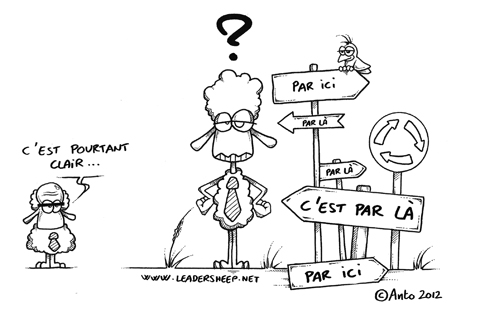 ?
C'EST POURTANT
CLAIR...
PAR ici
PAR LÀ
PAR LÀ
C'EST PAR LÀ
PAR ici
WWW.LEADERSHEEP.NET
©Anto 2012